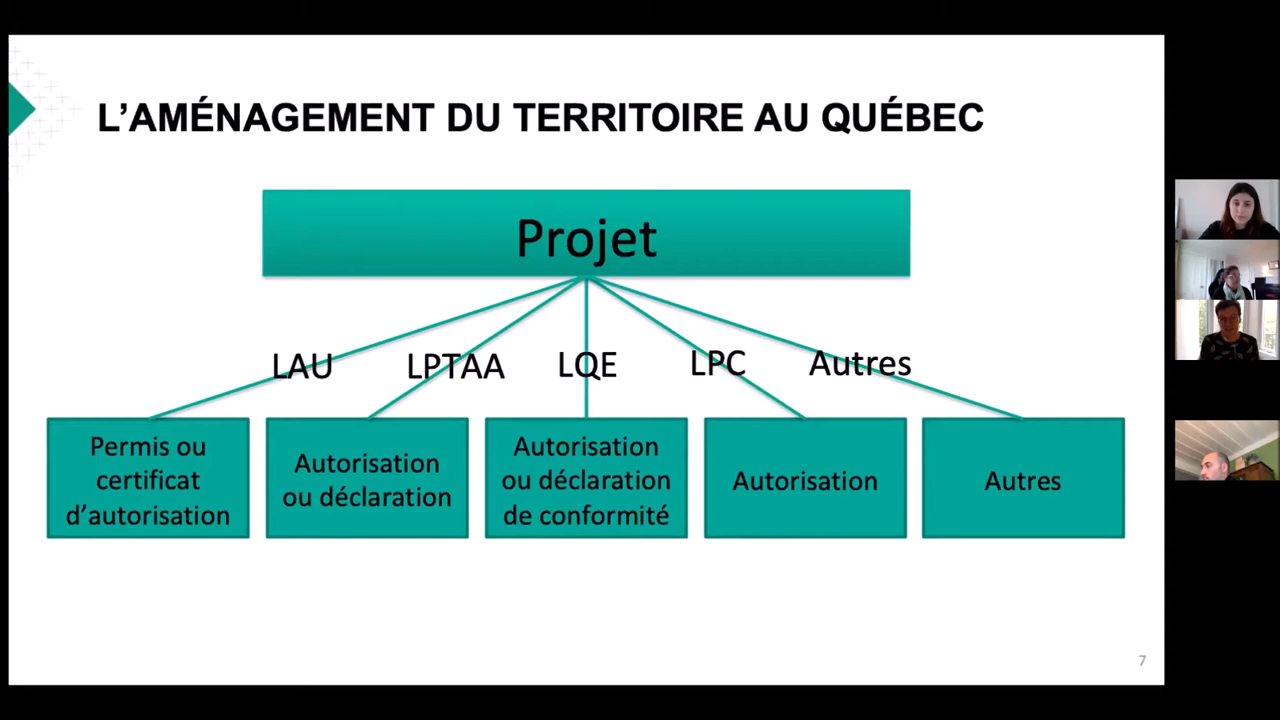 L’AMÉNAGEMENT DU TERRITOIRE AU QUÉBEC
Projet
LAU
LPTAA
LQE
LPC
Autres
Permis ou
certificat
d’autorisation
Autorisation
ou déclaration
Autorisation
ou déclaration
de conformité
Autorisation
Autres
7